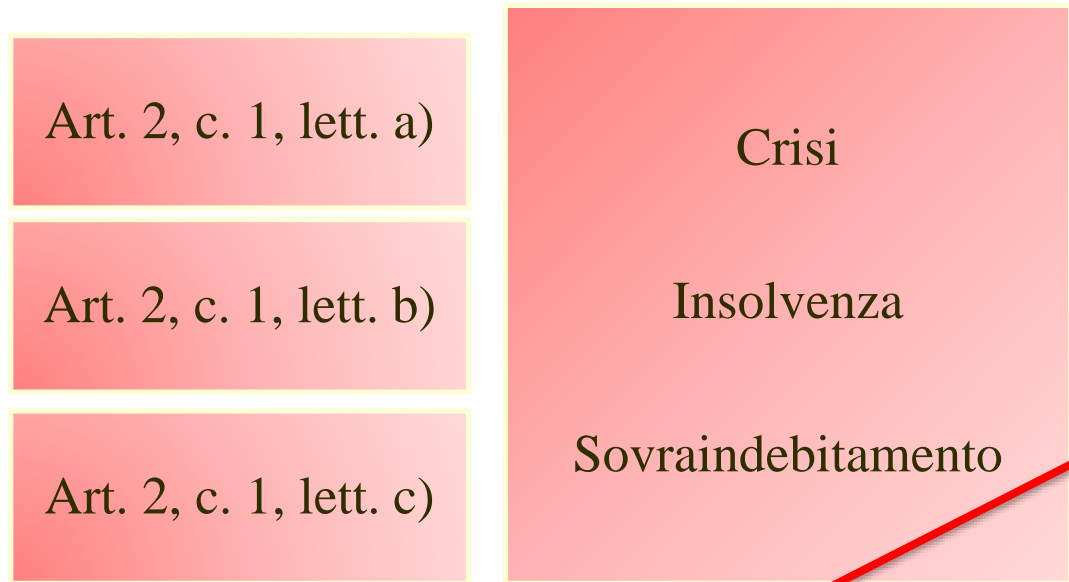 Art. 2, c. 1, lett. a)
Crisi
Art. 2, c. 1, lett. b)
Insolvenza
Art. 2, c. 1, lett. c)
Sovraindebitamento